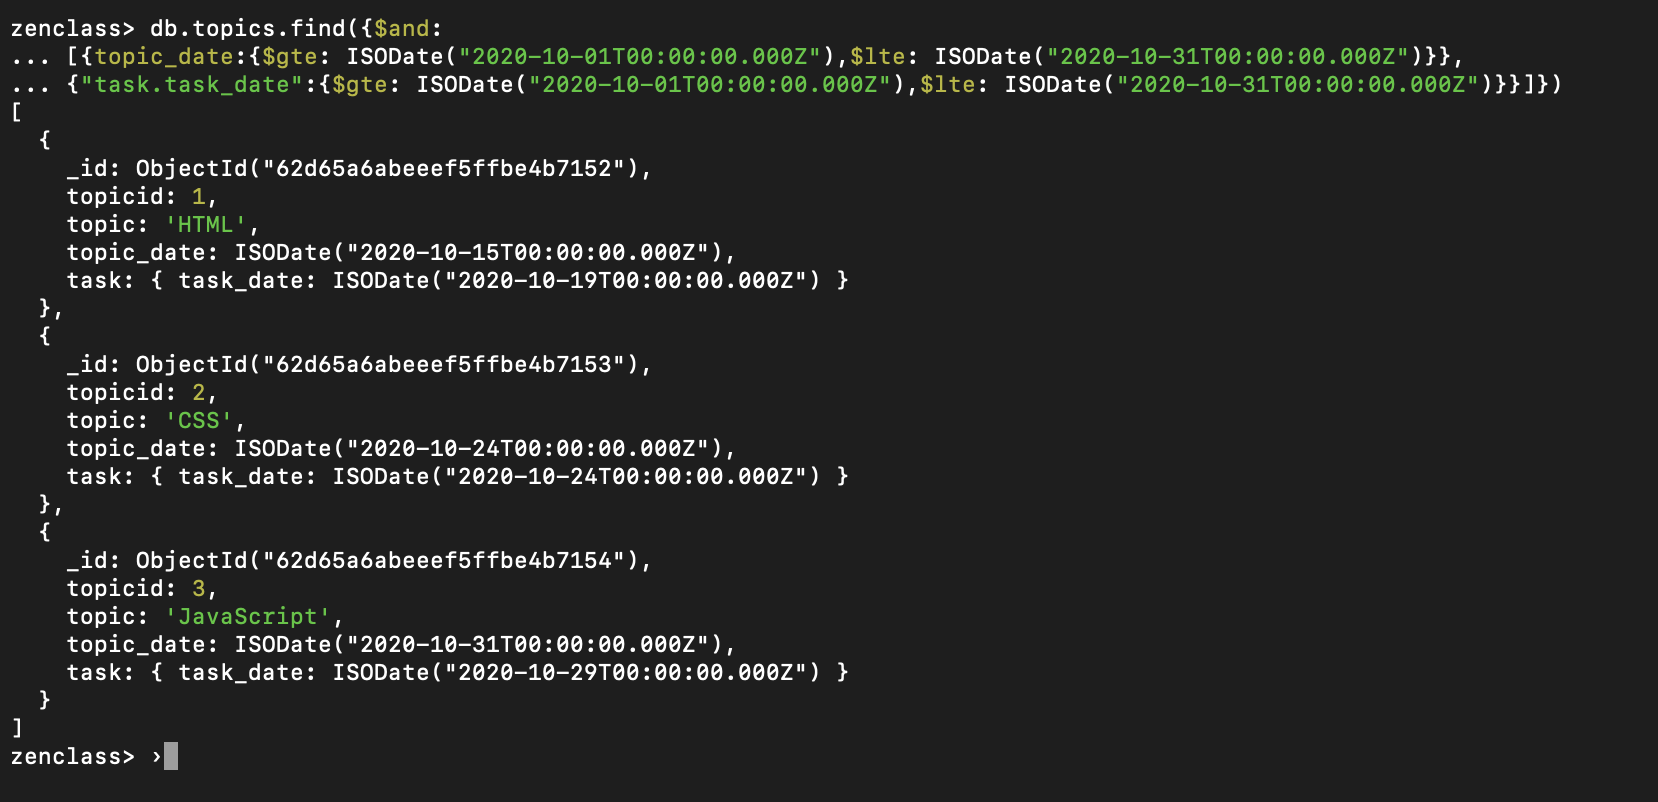 zenclass> db.topics.find({$and:
... [{topic_date:{$gte: ISODate("2020-10-01T00:00:00.000Z"),$lte: ISODate("2020-10-31T00:00:00.000Z")}},
... {"task.task_date":{$gte: ISODate("2020-10-01T00:00:00.000Z"),$lte: ISODate("2020-10-31T00:00:00.000Z")}}]})
[
  {
    _id: ObjectId("62d65a6abeeef5ffbe4b7152"),
    topicid: 1,
    topic: 'HTML',
    topic_date: ISODate("2020-10-15T00:00:00.000Z"),
    task: { task_date: ISODate("2020-10-19T00:00:00.000Z") }
  },
  {
    _id: ObjectId("62d65a6abeeef5ffbe4b7153"),
    topicid: 2,
    topic: 'CSS',
    topic_date: ISODate("2020-10-24T00:00:00.000Z"),
    task: { task_date: ISODate("2020-10-24T00:00:00.000Z") }
  },
  {
    _id: ObjectId("62d65a6abeeef5ffbe4b7154"),
    topicid: 3,
    topic: 'JavaScript',
    topic_date: ISODate("2020-10-31T00:00:00.000Z"),
    task: { task_date: ISODate("2020-10-29T00:00:00.000Z") }
  }
]
zenclass> ›